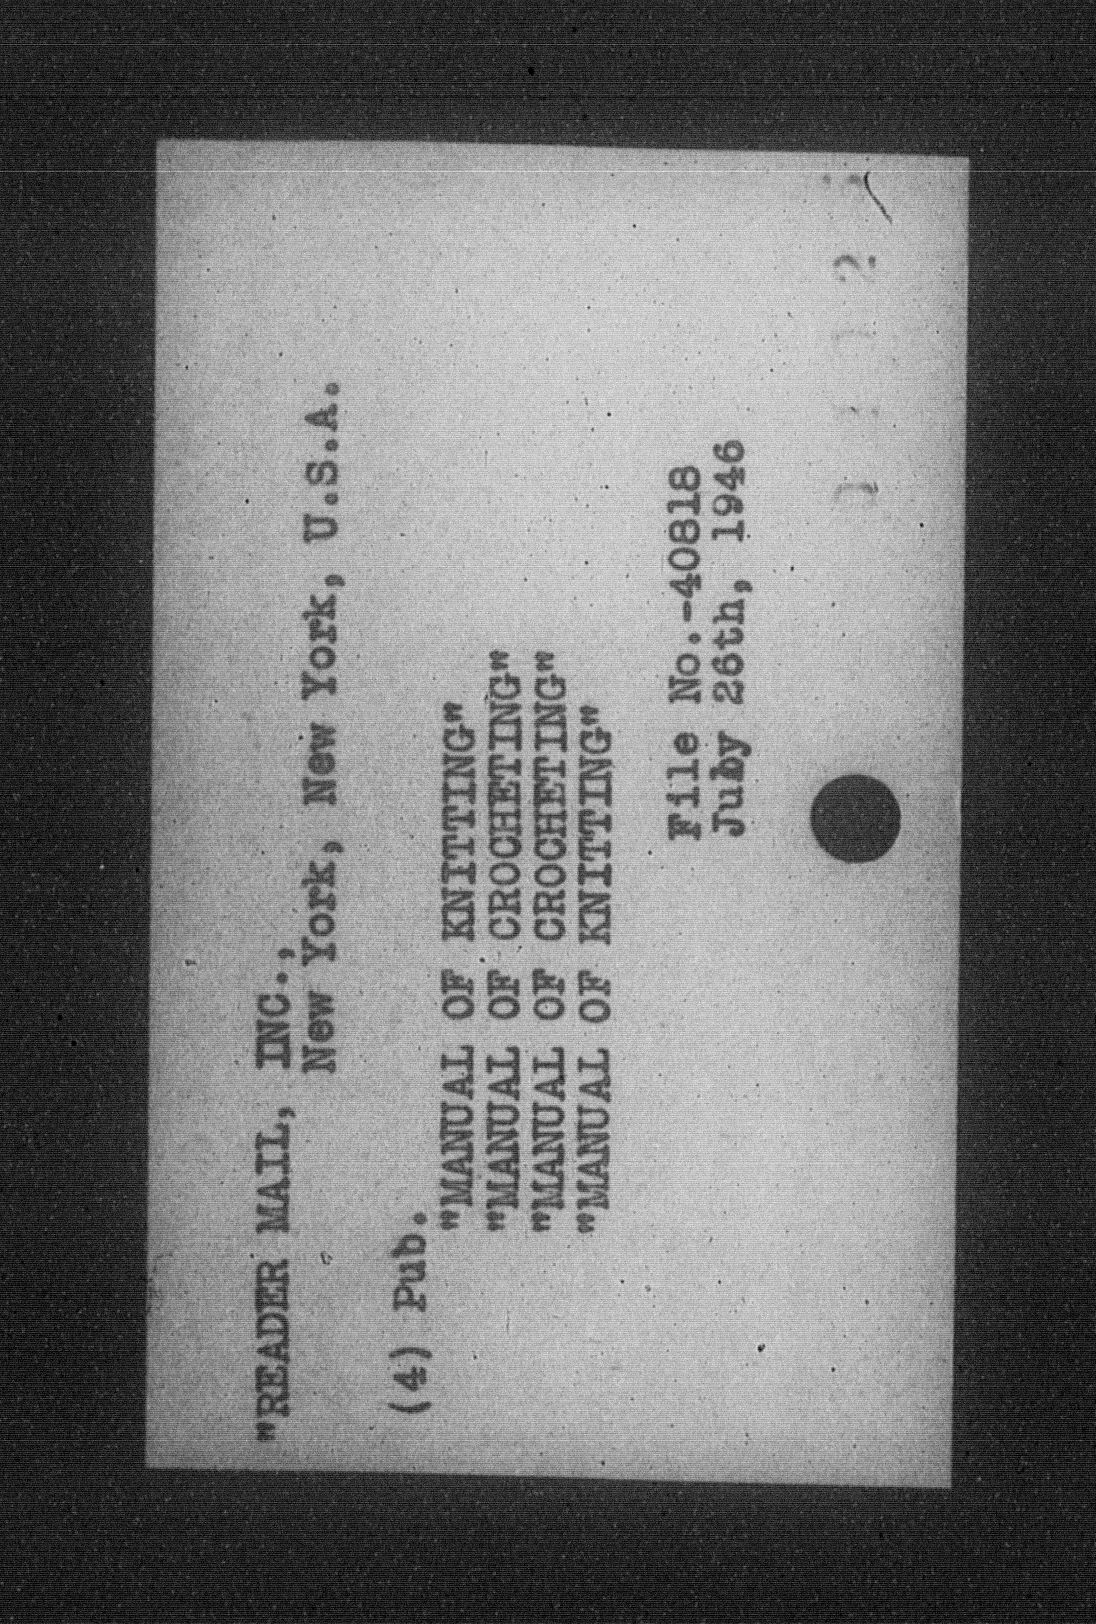 "READER MAIL, INC.,
New York, New York, U.S.A.
(4) Pub.
"MANUAL OF KNITTING"
"MANUAL OF CROCHETING"
"MANUAL OF CROCHETING"
"MANUAL OF KNITTING"
File No.-40818
Juby 26th, 1946